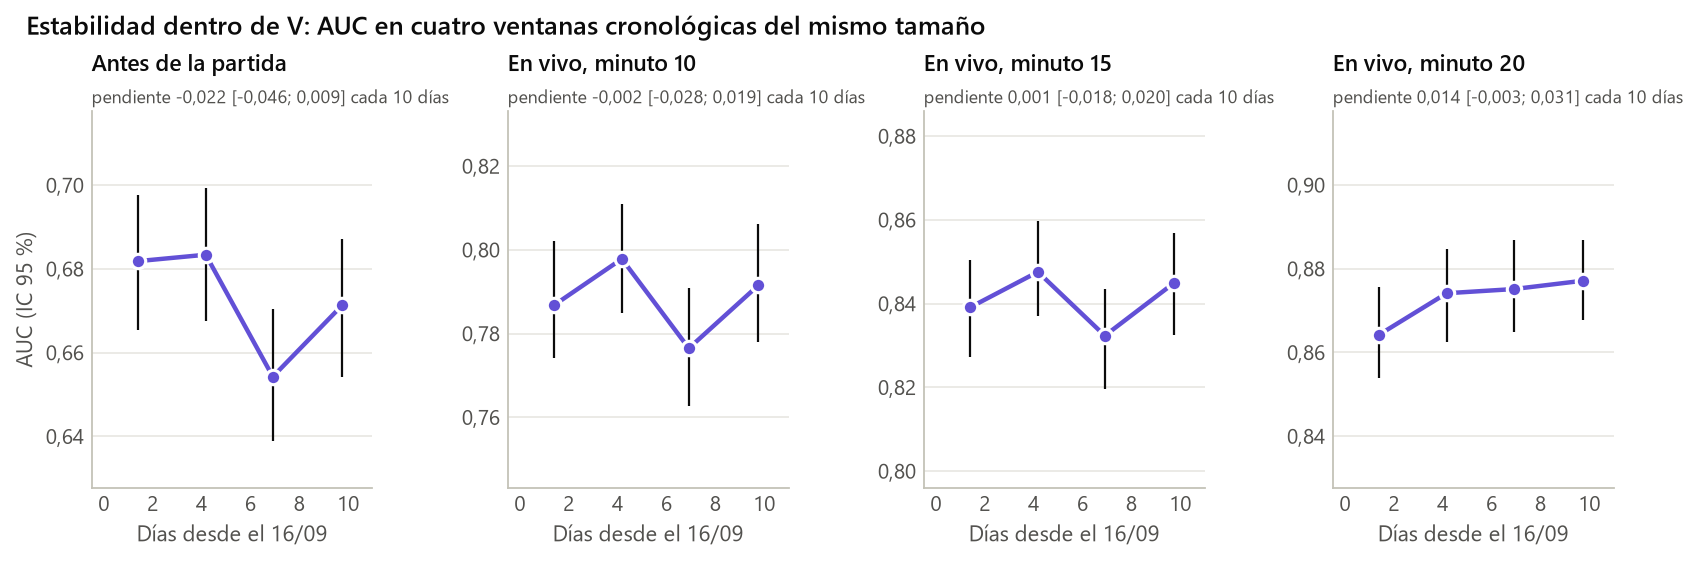 Estabilidad dentro de V: AUC en cuatro ventanas cronológicas del mismo tamaño
Antes de la partida
pendiente -0,022 [-0,046; 0,009] cada 10 días
AUC (IC 95 %)
0,70
0,68
0,66
0,64
0 2 4 6 8 10
Días desde el 16/09
En vivo, minuto 10
pendiente -0,002 [-0,028; 0,019] cada 10 días
0,82
0,80
0,78
0,76
0 2 4 6 8 10
Días desde el 16/09
En vivo, minuto 15
pendiente 0,001 [-0,018; 0,020] cada 10 días
0,88
0,86
0,84
0,82
0,80
0 2 4 6 8 10
Días desde el 16/09
En vivo, minuto 20
pendiente 0,014 [-0,003; 0,031] cada 10 días
0,90
0,88
0,86
0,84
0 2 4 6 8 10
Días desde el 16/09